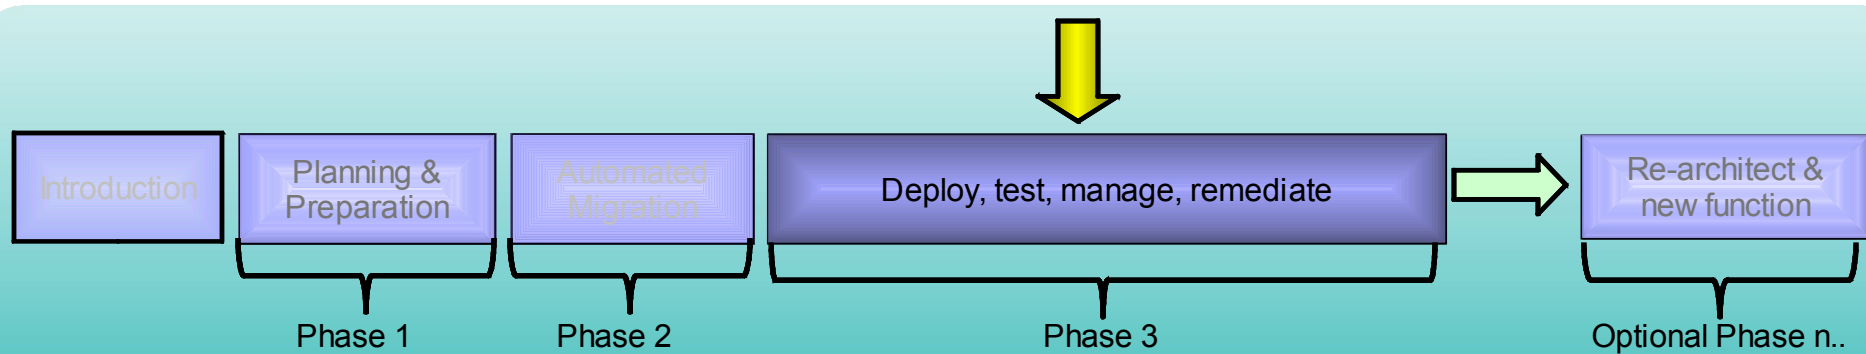 Introduction
Planning &
Preparation
Automated
Migration
Deploy, test, manage, remediate
Re-architect &
new function
Phase 1
Phase 2
Phase 3
Optional Phase n..